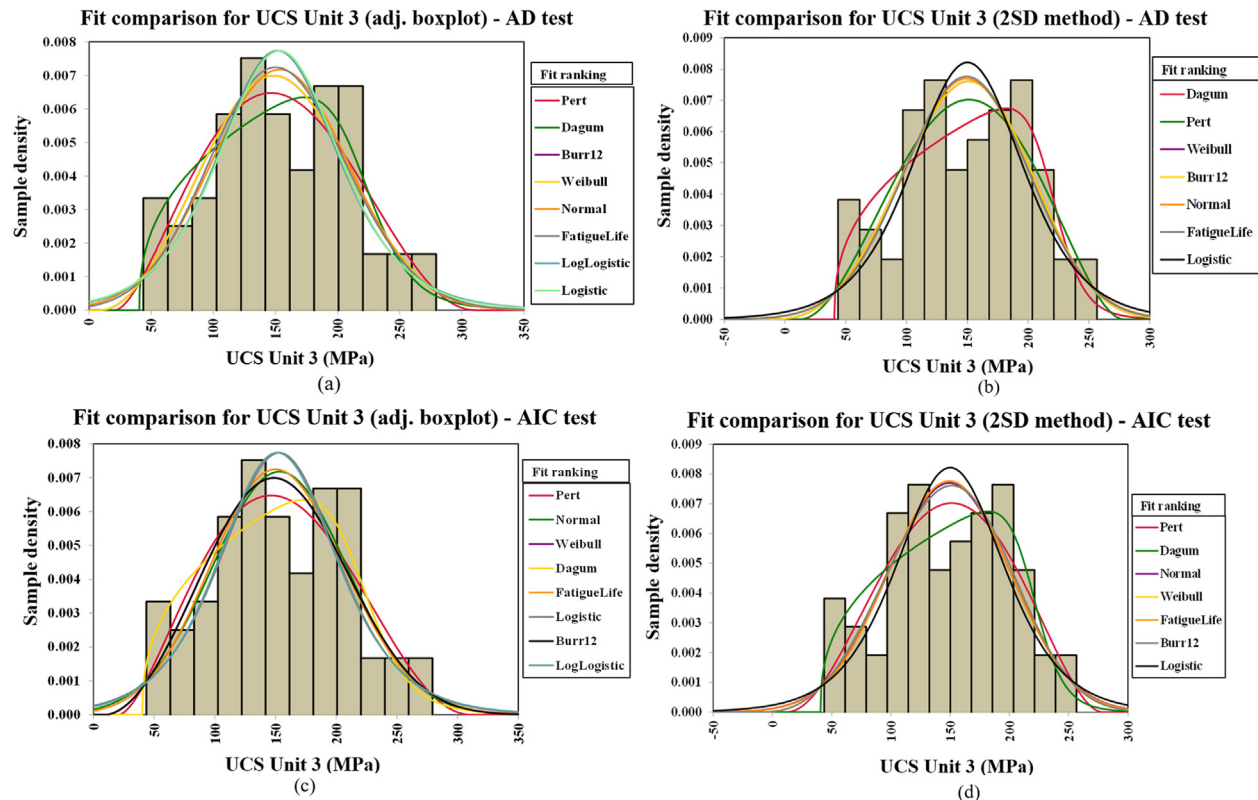 Fit comparison for UCS Unit 3 (adj. boxplot) - AD test
Sample density
0.008
0.007
0.006
0.005
0.004
0.003
0.002
0.001
0.000
0
50
100
150
200
250
300
350
UCS Unit 3 (MPa)
(a)
Fit ranking
Pert
Dagum
Burr12
Weibull
Normal
FatigueLife
LogLogistic
Logistic
Fit comparison for UCS Unit 3 (2SD method) - AD test
Sample density
0.009
0.008
0.007
0.006
0.005
0.004
0.003
0.002
0.001
0.000
-50
0
50
100
150
200
250
300
UCS Unit 3 (MPa)
(b)
Fit ranking
Dagum
Pert
Weibull
Burr12
Normal
FatigueLife
Logistic
Fit comparison for UCS Unit 3 (adj. boxplot) - AIC test
Sample density
0.008
0.007
0.006
0.005
0.004
0.003
0.002
0.001
0.000
0
50
100
150
200
250
300
350
UCS Unit 3 (MPa)
(c)
Fit ranking
Pert
Normal
Weibull
Dagum
FatigueLife
Logistic
Burr12
LogLogistic
Fit comparison for UCS Unit 3 (2SD method) - AIC test
Sample density
0.009
0.008
0.007
0.006
0.005
0.004
0.003
0.002
0.001
0.000
-50
0
50
100
150
200
250
300
UCS Unit 3 (MPa)
(d)
Fit ranking
Pert
Dagum
Normal
Weibull
FatigueLife
Burr12
Logistic